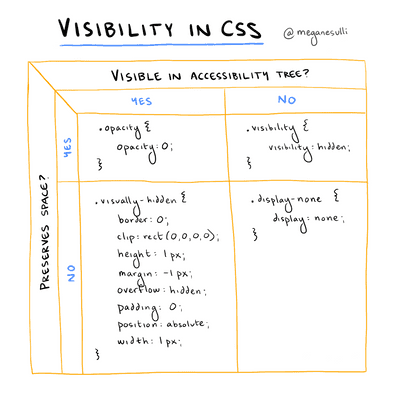 VISIBILITY IN CSS
@meganesulli
VISIBLE IN ACCESSIBILITY TREE?
YES
NO
PRESERVES SPACE?
YES
.opacity {
opacity: 0;
}
.visibility {
visibility: hidden;
}
NO
.visually-hidden {
border: 0;
clip: rect(0,0,0,0);
height: 1px;
margin: -1px;
overflow: hidden;
padding: 0;
position: absolute;
width: 1px;
}
.display-none {
display: none;
}